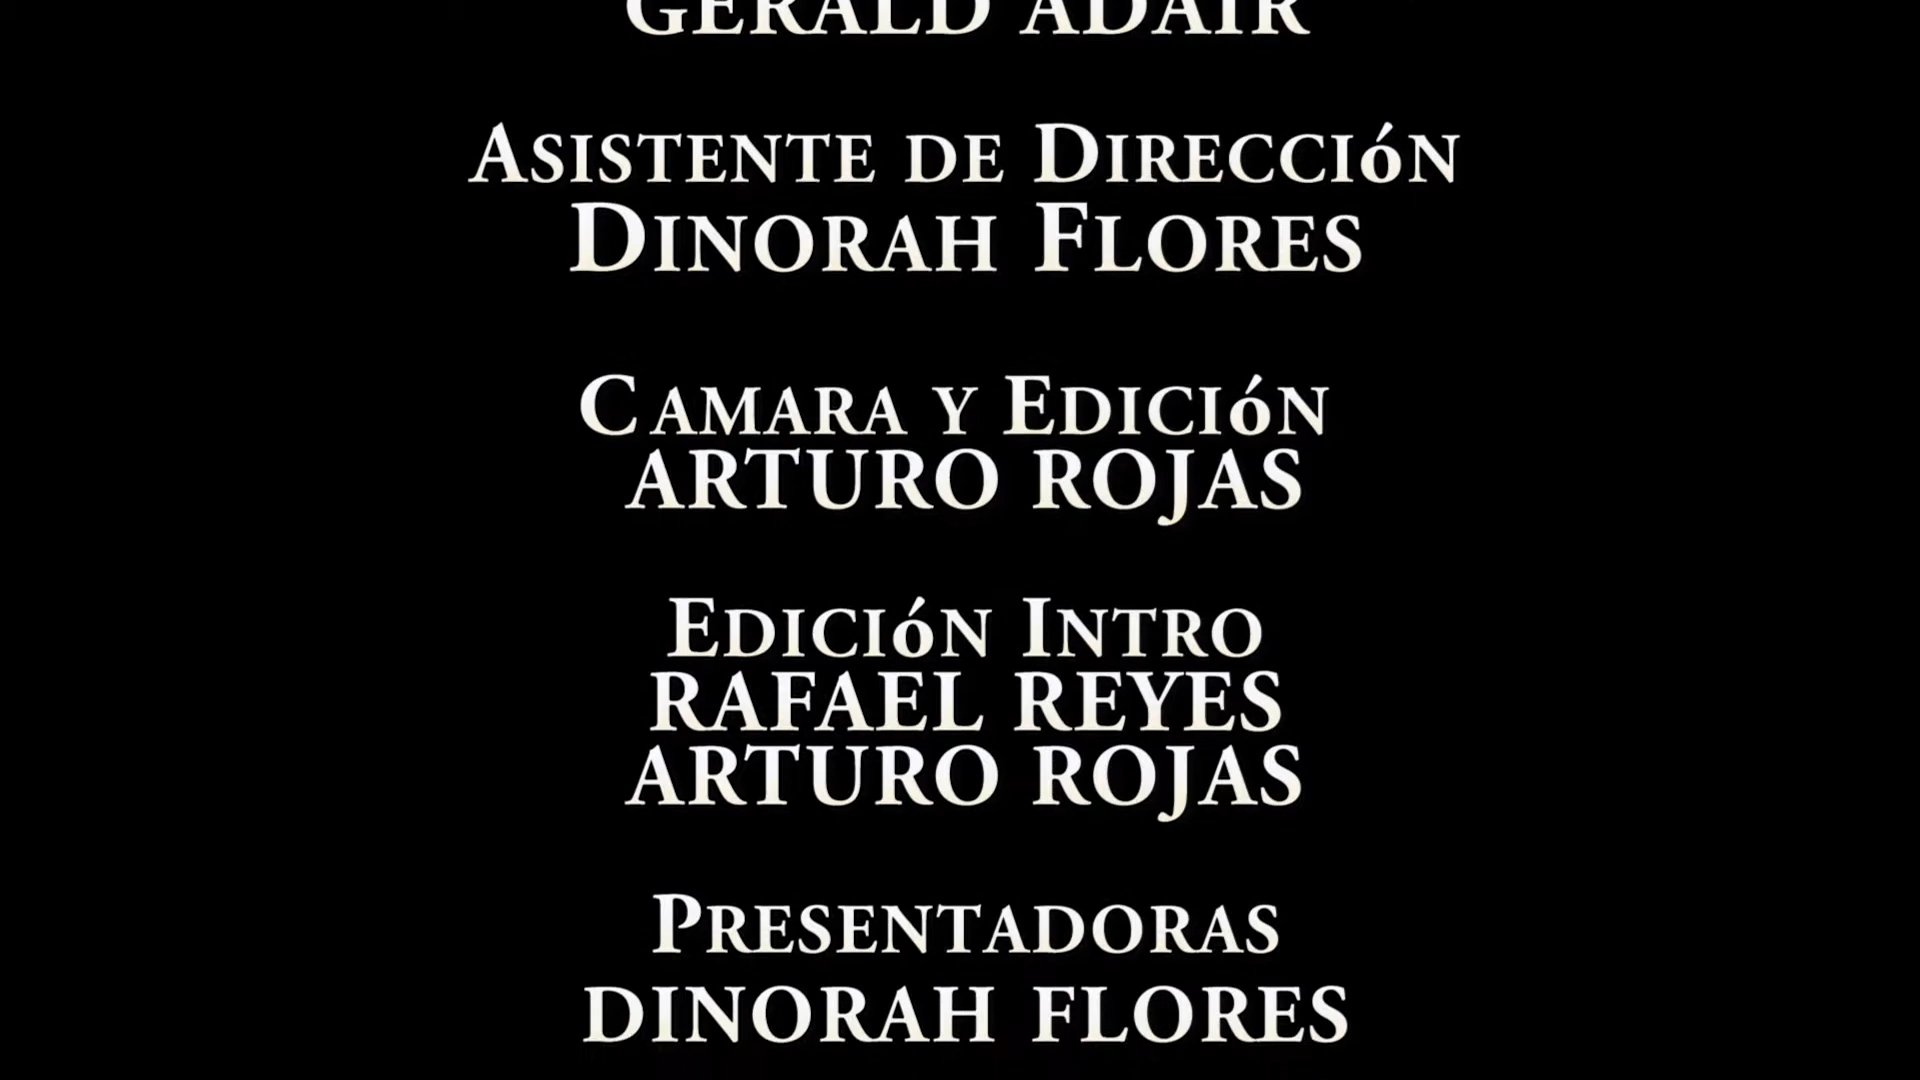 GERALD ADAIR
ASISTENTE DE DIRECCIóN
DINORAH FLORES
CAMARA Y EDICIóN
ARTURO ROJAS
EDICIóN INTRO
RAFAEL REYES
ARTURO ROJAS
PRESENTADORAS
DINORAH FLORES